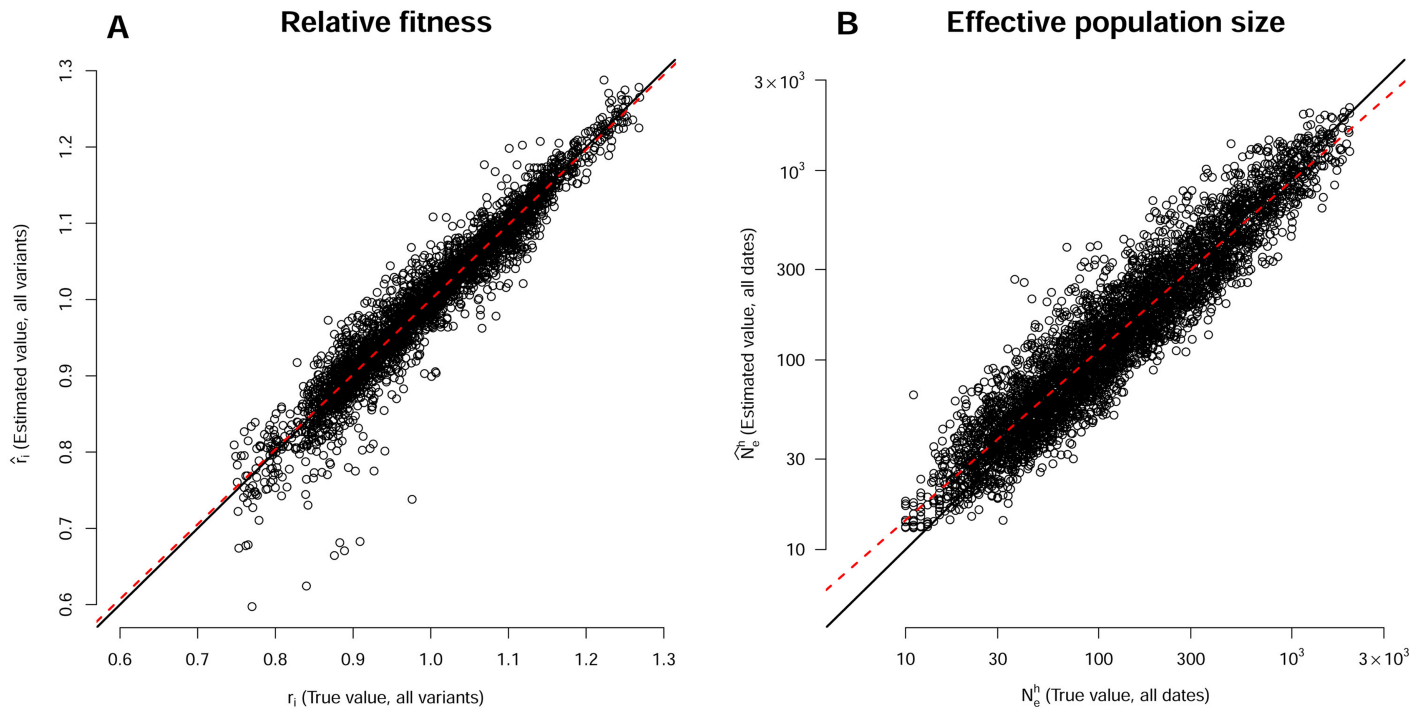 A Relative fitness
1.3
1.2
1.1
1.0
0.9
0.8
0.7
0.6
r̂i (Estimated value, all variants)
0.6 0.7 0.8 0.9 1.0 1.1 1.2 1.3
ri (True value, all variants)
B Effective population size
3×10³
10³
300
100
30
10
N̂eʰ (Estimated value, all dates)
10 30 100 300 10³ 3×10³
Neʰ (True value, all dates)